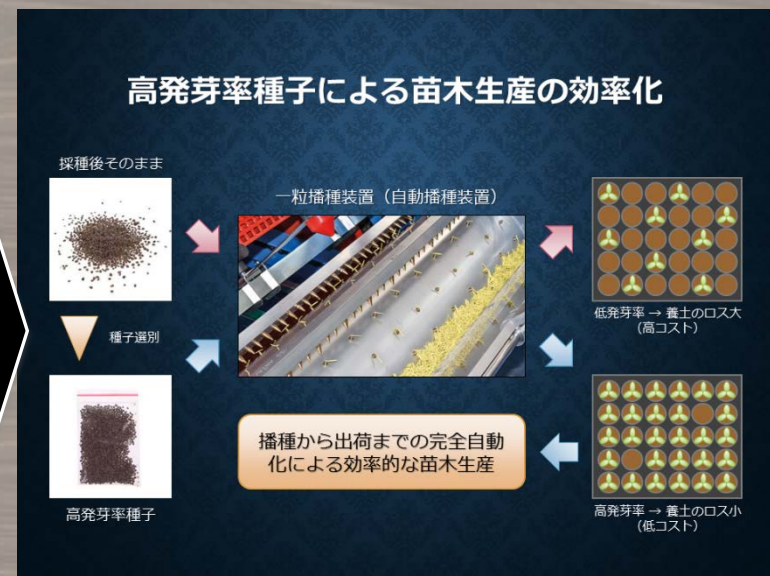 高発芽率種子による苗木生産の効率化
採種後そのまま
一粒播種装置（自動播種装置）
低発芽率 → 養土のロス大
（高コスト）
種子選別
播種から出荷までの完全自動
化による効率的な苗木生産
高発芽率種子
高発芽率 → 養土のロス小
（低コスト）